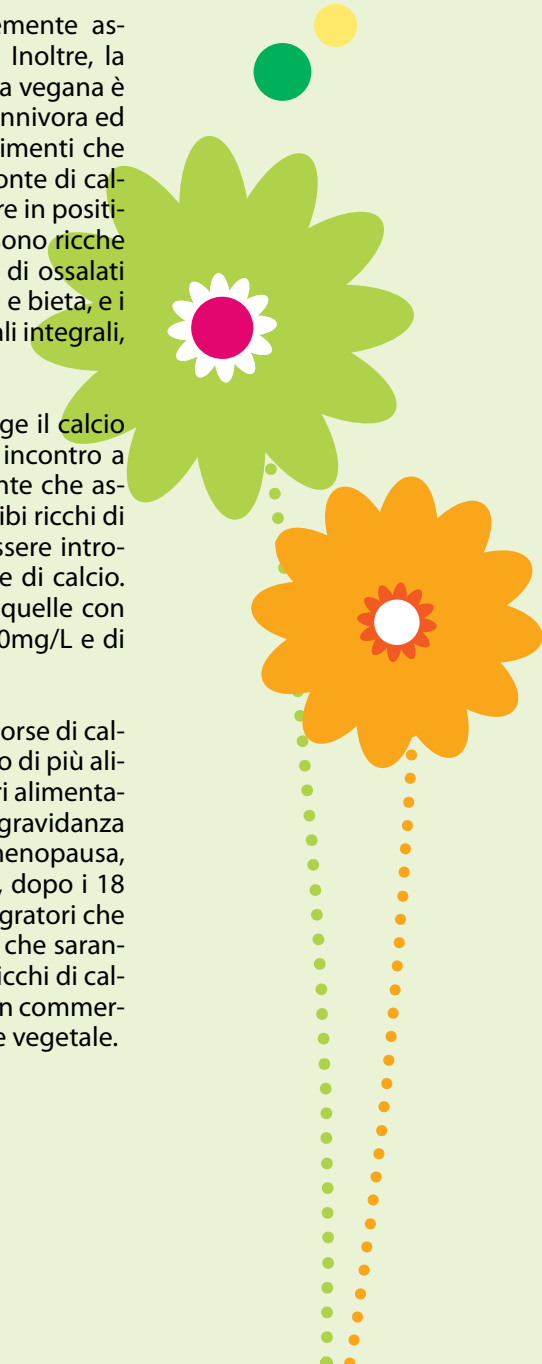 emente as-
Inoltre, la
a vegana è
nnivora ed
imenti che
onte di cal-
re in positi-
sono ricche
di ossalati
e bieta, e i
ali integrali,
ge il calcio
incontro a
nte che as-
ibi ricchi di
ssere intro-
e di calcio.
quelle con
0mg/L e di
orse di cal-
o di più ali-
ri alimenta-
gravidanza
menopausa,
, dopo i 18
gratori che
che saran-
icchi di cal-
n commer-
e vegetale.